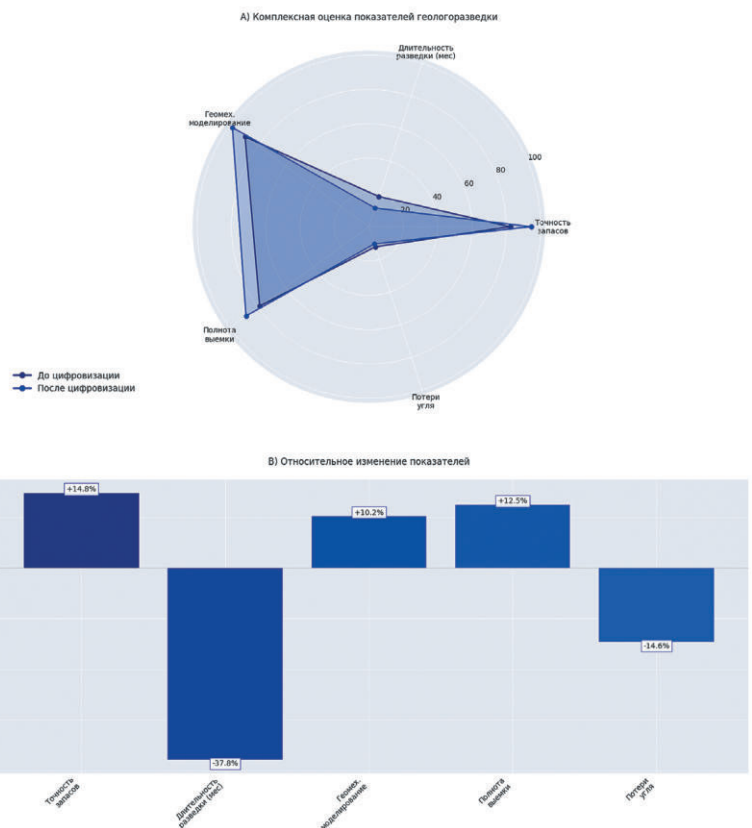 А) Комплексная оценка показателей геологоразведки
Длительность
разведки (мес)
Геомех.
моделирование
100
80
60
40
20
Точность
запасов
Полнота
выемки
Потери
угля
До цифровизации
После цифровизации
В) Относительное изменение показателей
+14.8%
+10.2%
+12.5%
-14.6%
-37.8%
Точность
запасов
Длительность
разведки (мес)
Геомех.
моделирование
Полнота
выемки
Потери
угля